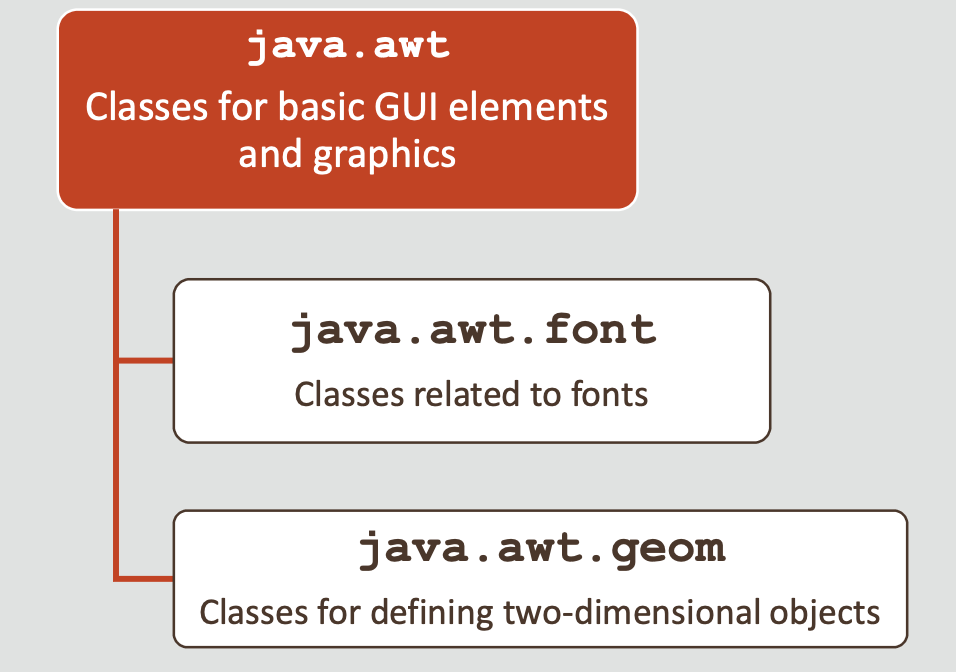 java.awt
Classes for basic GUI elements
and graphics
java.awt.font
Classes related to fonts
java.awt.geom
Classes for defining two-dimensional objects